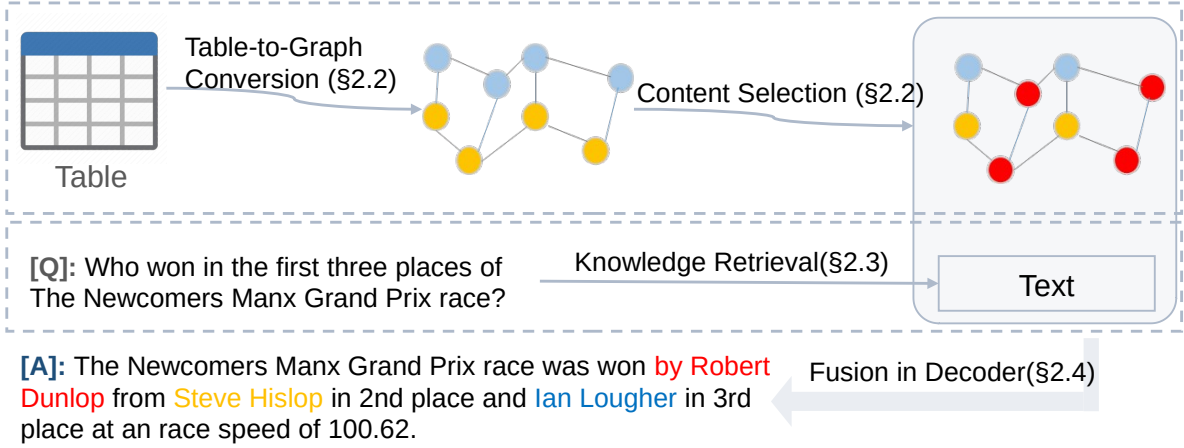 Table-to-Graph
Conversion (§2.2)
Content Selection (§2.2)
Table
[Q]: Who won in the first three places of
The Newcomers Manx Grand Prix race?
Knowledge Retrieval(§2.3)
Text
[A]: The Newcomers Manx Grand Prix race was won by Robert
Dunlop from Steve Hislop in 2nd place and Ian Lougher in 3rd
place at an race speed of 100.62.
Fusion in Decoder(§2.4)